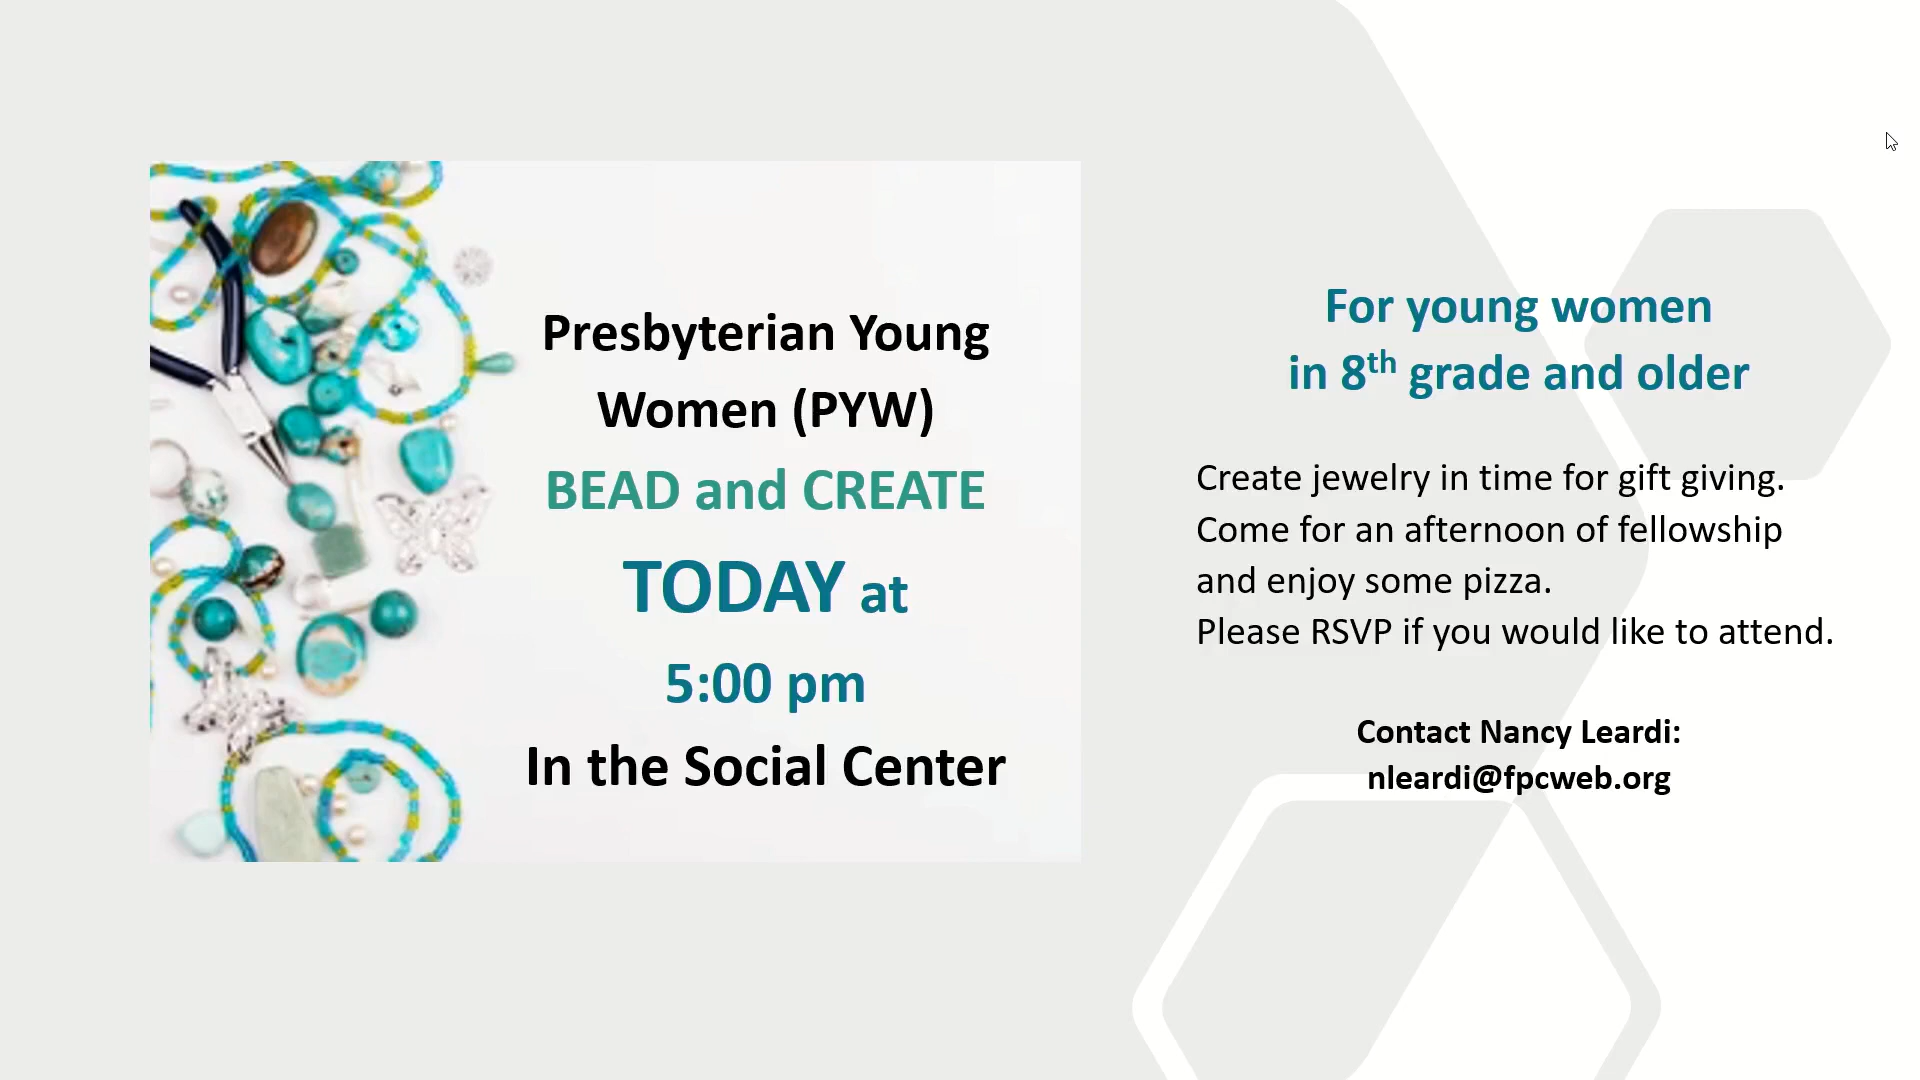 Presbyterian Young
Women (PYW)
BEAD and CREATE
TODAY at
5:00 pm
In the Social Center
For young women
in 8th grade and older
Create jewelry in time for gift giving.
Come for an afternoon of fellowship
and enjoy some pizza.
Please RSVP if you would like to attend.
Contact Nancy Leardi:
nleardi@fpcweb.org